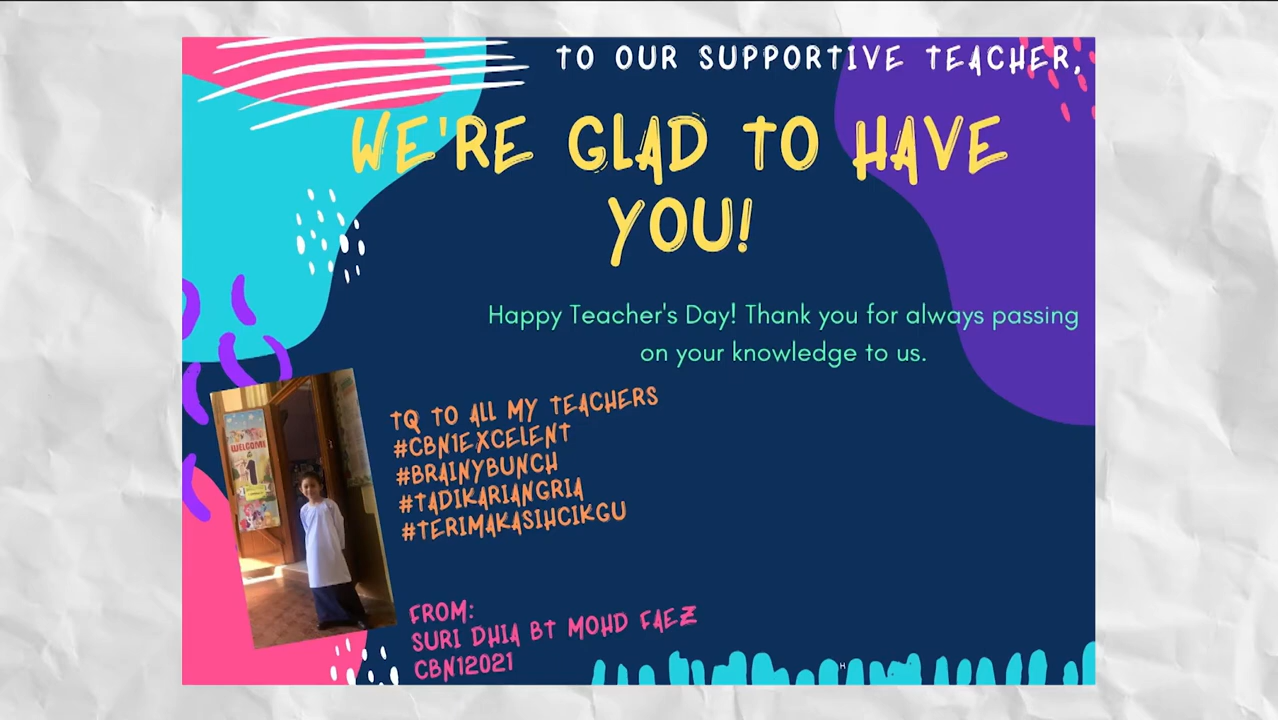 TO OUR SUPPORTIVE TEACHER,
WE'RE GLAD TO HAVE
YOU!
Happy Teacher's Day! Thank you for always passing
on your knowledge to us.
WELCOME
TQ TO ALL MY TEACHERS
#CBN1EXCELENT
#BRAINYBUNCH
#TADIKARIANGRIA
#TERIMAKASIHCIKGU
FROM:
SURI DHIA BT MOHD FAEZ
CBN12021
H